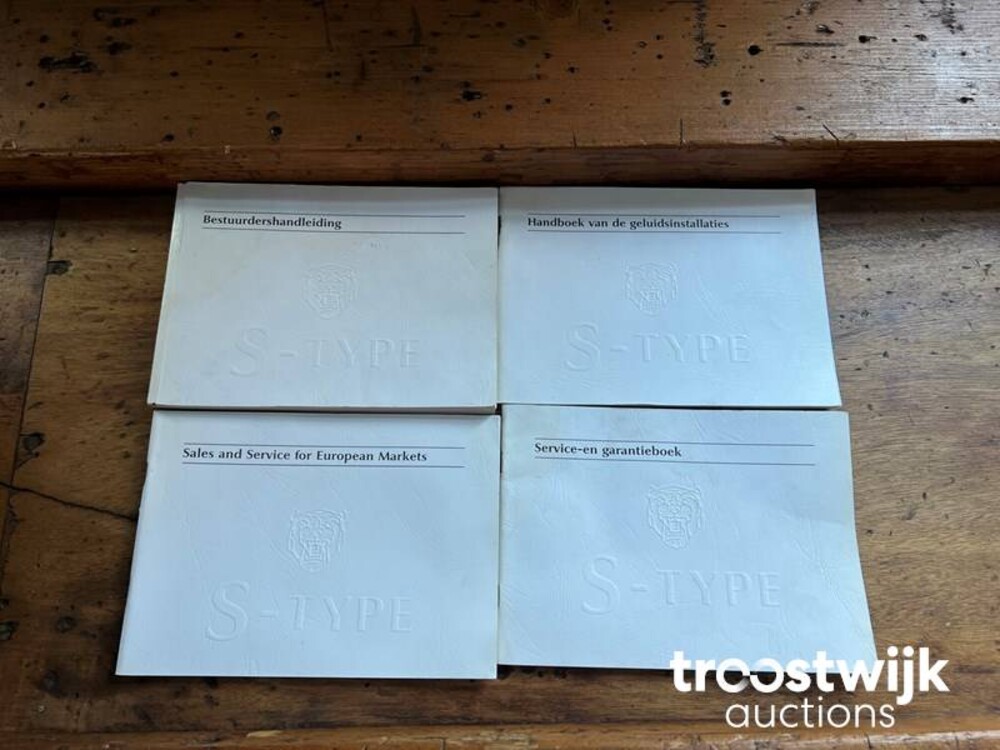 Bestuurdershandleiding
S-TYPE
Handboek van de geluidsinstallaties
S-TYPE
Sales and Service for European Markets
S-TYPE
Service-en garantieboek
S-TYPE
troostwijk
auctions